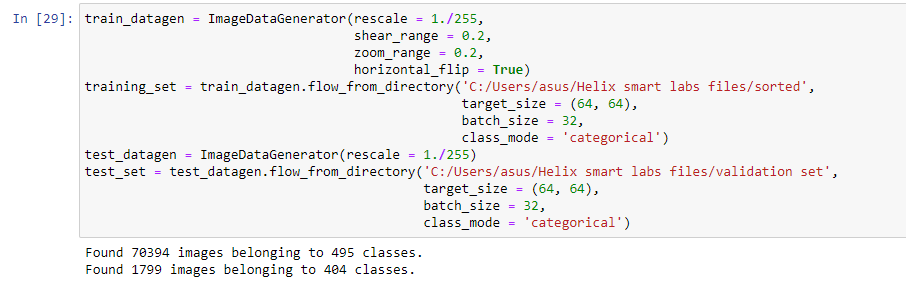 In [29]: train_datagen = ImageDataGenerator(rescale = 1./255,
shear_range = 0.2,
zoom_range = 0.2,
horizontal_flip = True)
training_set = train_datagen.flow_from_directory('C:/Users/asus/Helix smart labs files/sorted',
target_size = (64, 64),
batch_size = 32,
class_mode = 'categorical')
test_datagen = ImageDataGenerator(rescale = 1./255)
test_set = test_datagen.flow_from_directory('C:/Users/asus/Helix smart labs files/validation set',
target_size = (64, 64),
batch_size = 32,
class_mode = 'categorical')
Found 70394 images belonging to 495 classes.
Found 1799 images belonging to 404 classes.